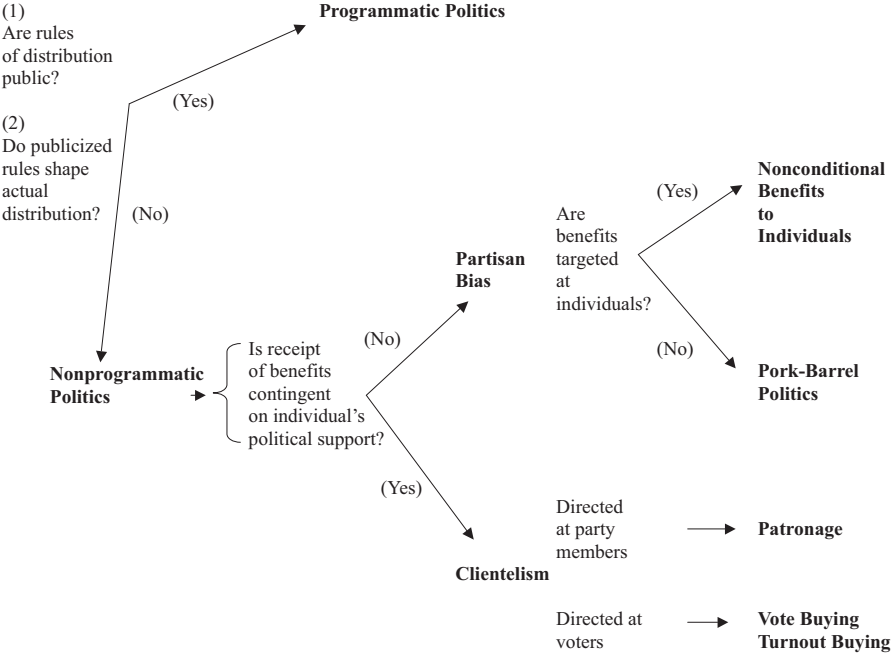 (1)
Are rules
of distribution
public?
Programmatic Politics
(Yes)
(2)
Do publicized
rules shape
actual
distribution?
(No)
Nonprogrammatic
Politics
Is receipt
of benefits
contingent
on individual’s
political support?
(No)
(Yes)
Partisan
Bias
Are
benefits
targeted
at
individuals?
(Yes)
(No)
Nonconditional
Benefits
to
Individuals
Pork-Barrel
Politics
Clientelism
Directed
at party
members
Patronage
Directed at
voters
Vote Buying
Turnout Buying